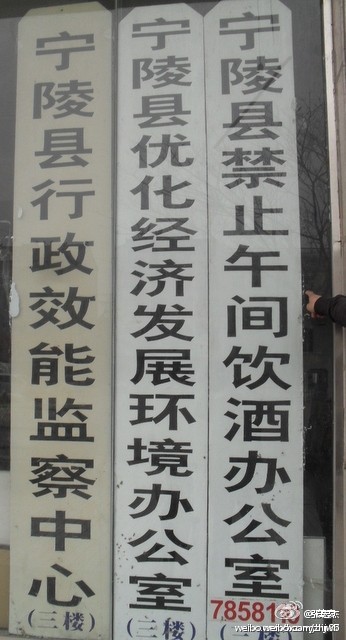 宁陵县行政效能监察中心
(三楼)
宁陵县优化经济发展环境办公室
(三楼)
宁陵县禁止午间饮酒办公室